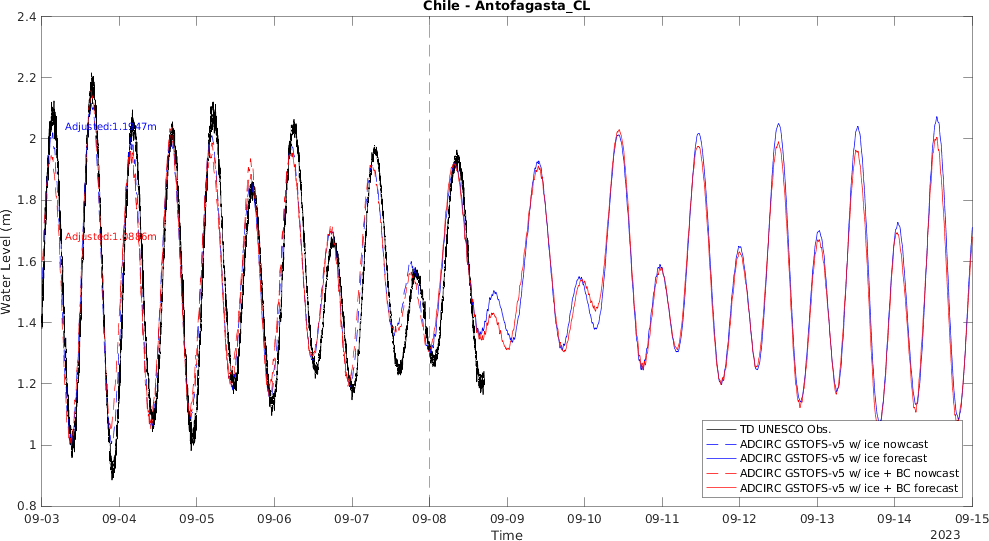 Chile - Antofagasta_CL
2.4
2.2
2
1.8
1.6
1.4
1.2
1
0.8
Water Level (m)
Adjusted:1.1947m
Adjusted:1.0886m
TD UNESCO Obs.
ADCIRC GSTOFS-v5 w/ ice nowcast
ADCIRC GSTOFS-v5 w/ ice forecast
ADCIRC GSTOFS-v5 w/ ice + BC nowcast
ADCIRC GSTOFS-v5 w/ ice + BC forecast
09-03 09-04 09-05 09-06 09-07 09-08 09-09 09-10 09-11 09-12 09-13 09-14 09-15
Time
2023